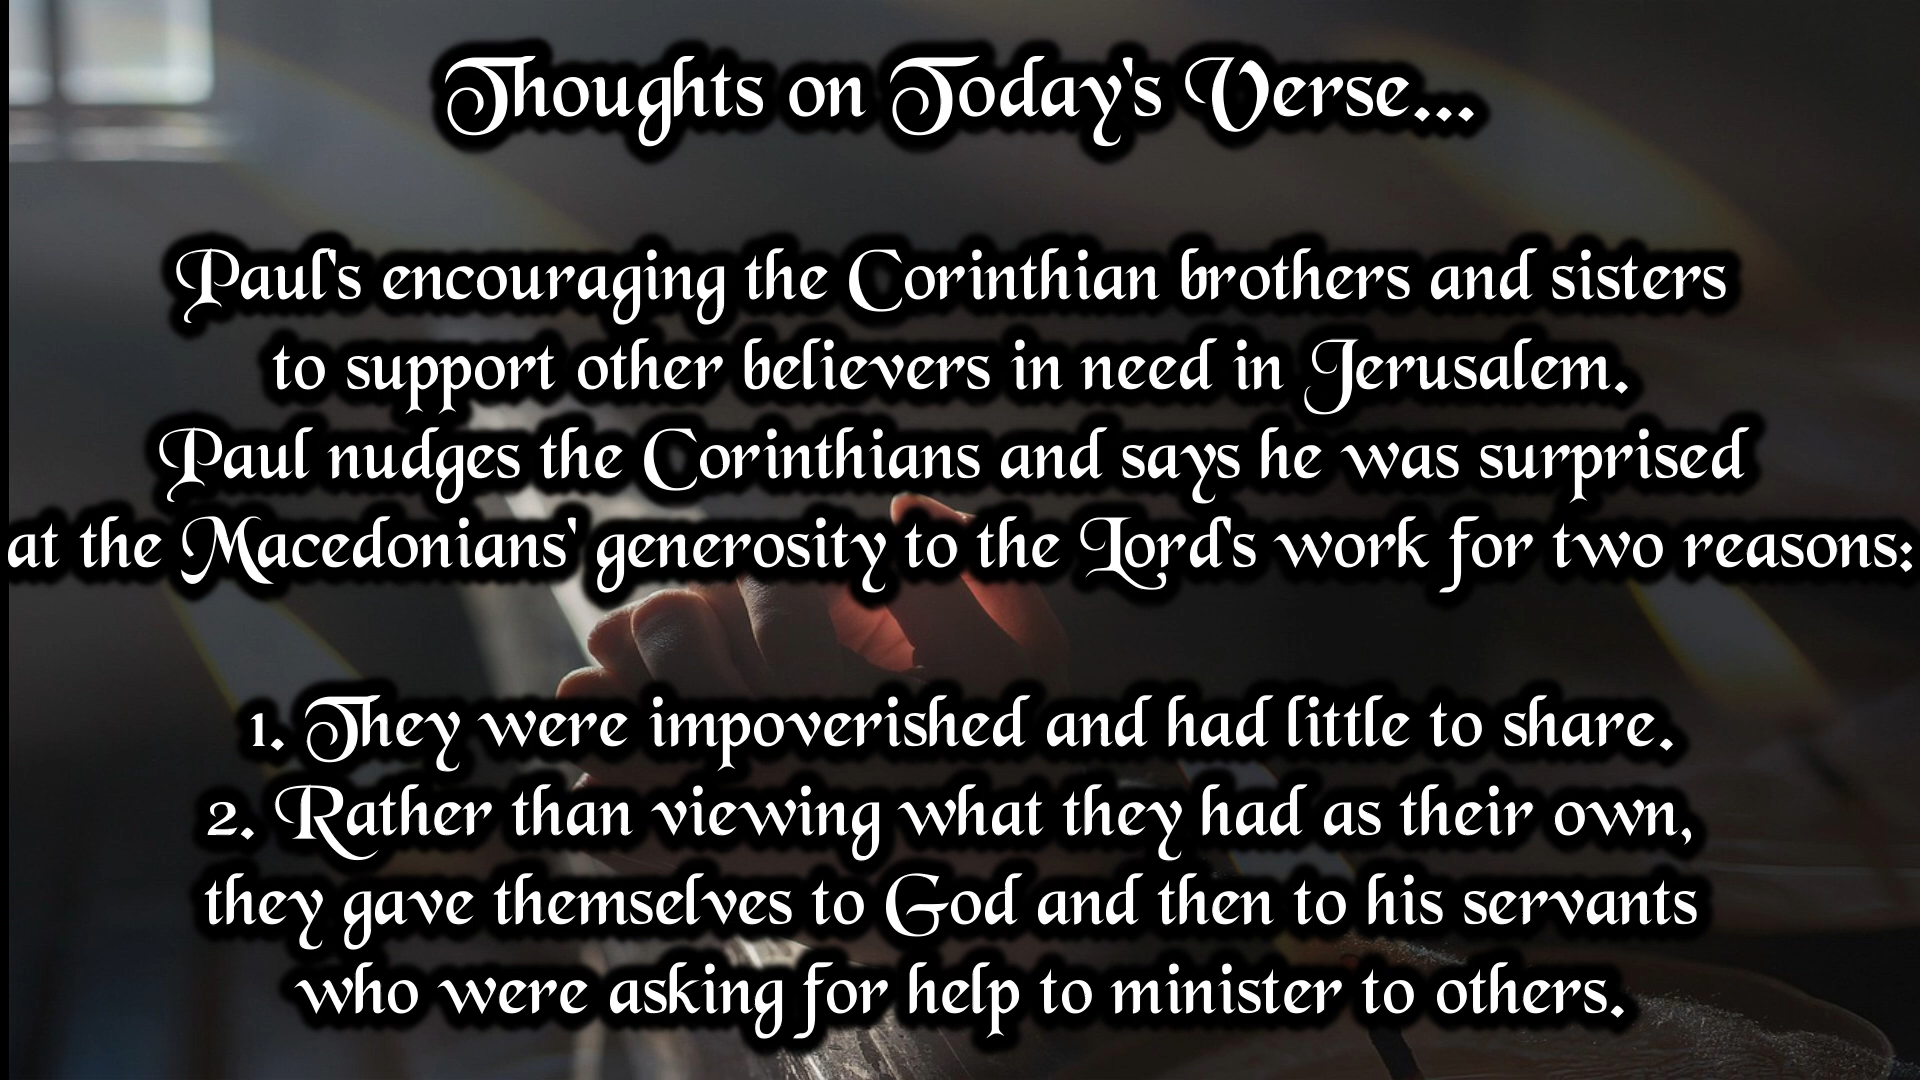 Thoughts on Today's Verse...
Paul's encouraging the Corinthian brothers and sisters
to support other believers in need in Jerusalem.
Paul nudges the Corinthians and says he was surprised
at the Macedonians' generosity to the Lord's work for two reasons:
1. They were impoverished and had little to share.
2. Rather than viewing what they had as their own,
they gave themselves to God and then to his servants
who were asking for help to minister to others.